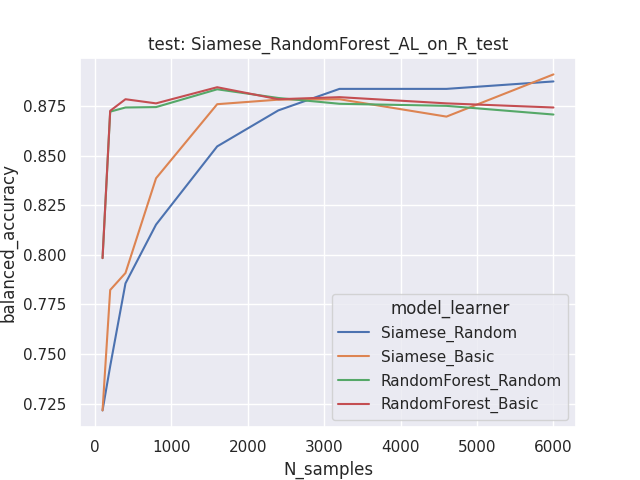 test: Siamese_RandomForest_AL_on_R_test
balanced_accuracy
0.875
0.850
0.825
0.800
0.775
0.750
0.725
model_learner
Siamese_Random
Siamese_Basic
RandomForest_Random
RandomForest_Basic
0 1000 2000 3000 4000 5000 6000
N_samples